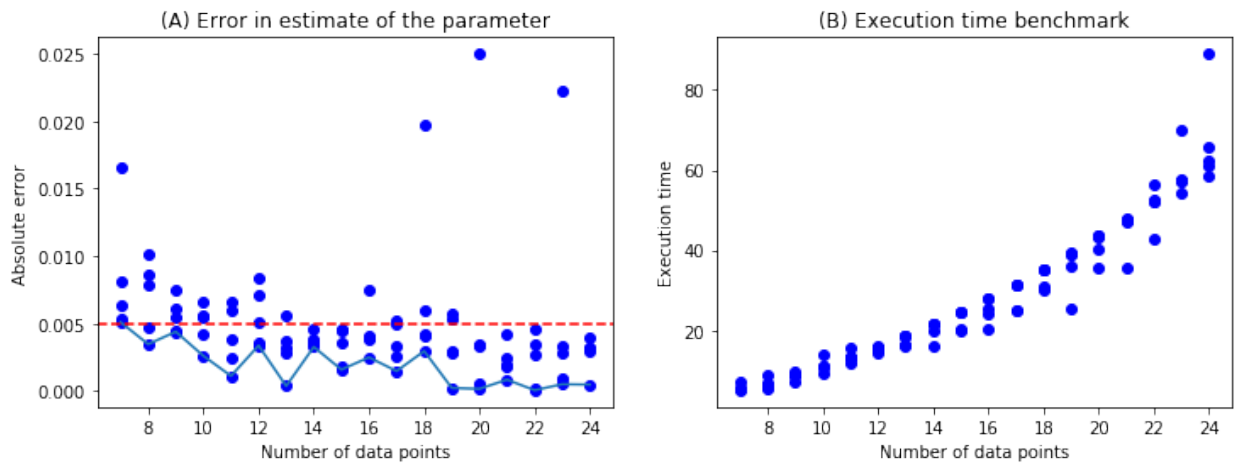 (A) Error in estimate of the parameter
0.025
0.020
0.015
0.010
0.005
0.000
Absolute error
8 10 12 14 16 18 20 22 24
Number of data points
(B) Execution time benchmark
80
60
40
20
Execution time
8 10 12 14 16 18 20 22 24
Number of data points